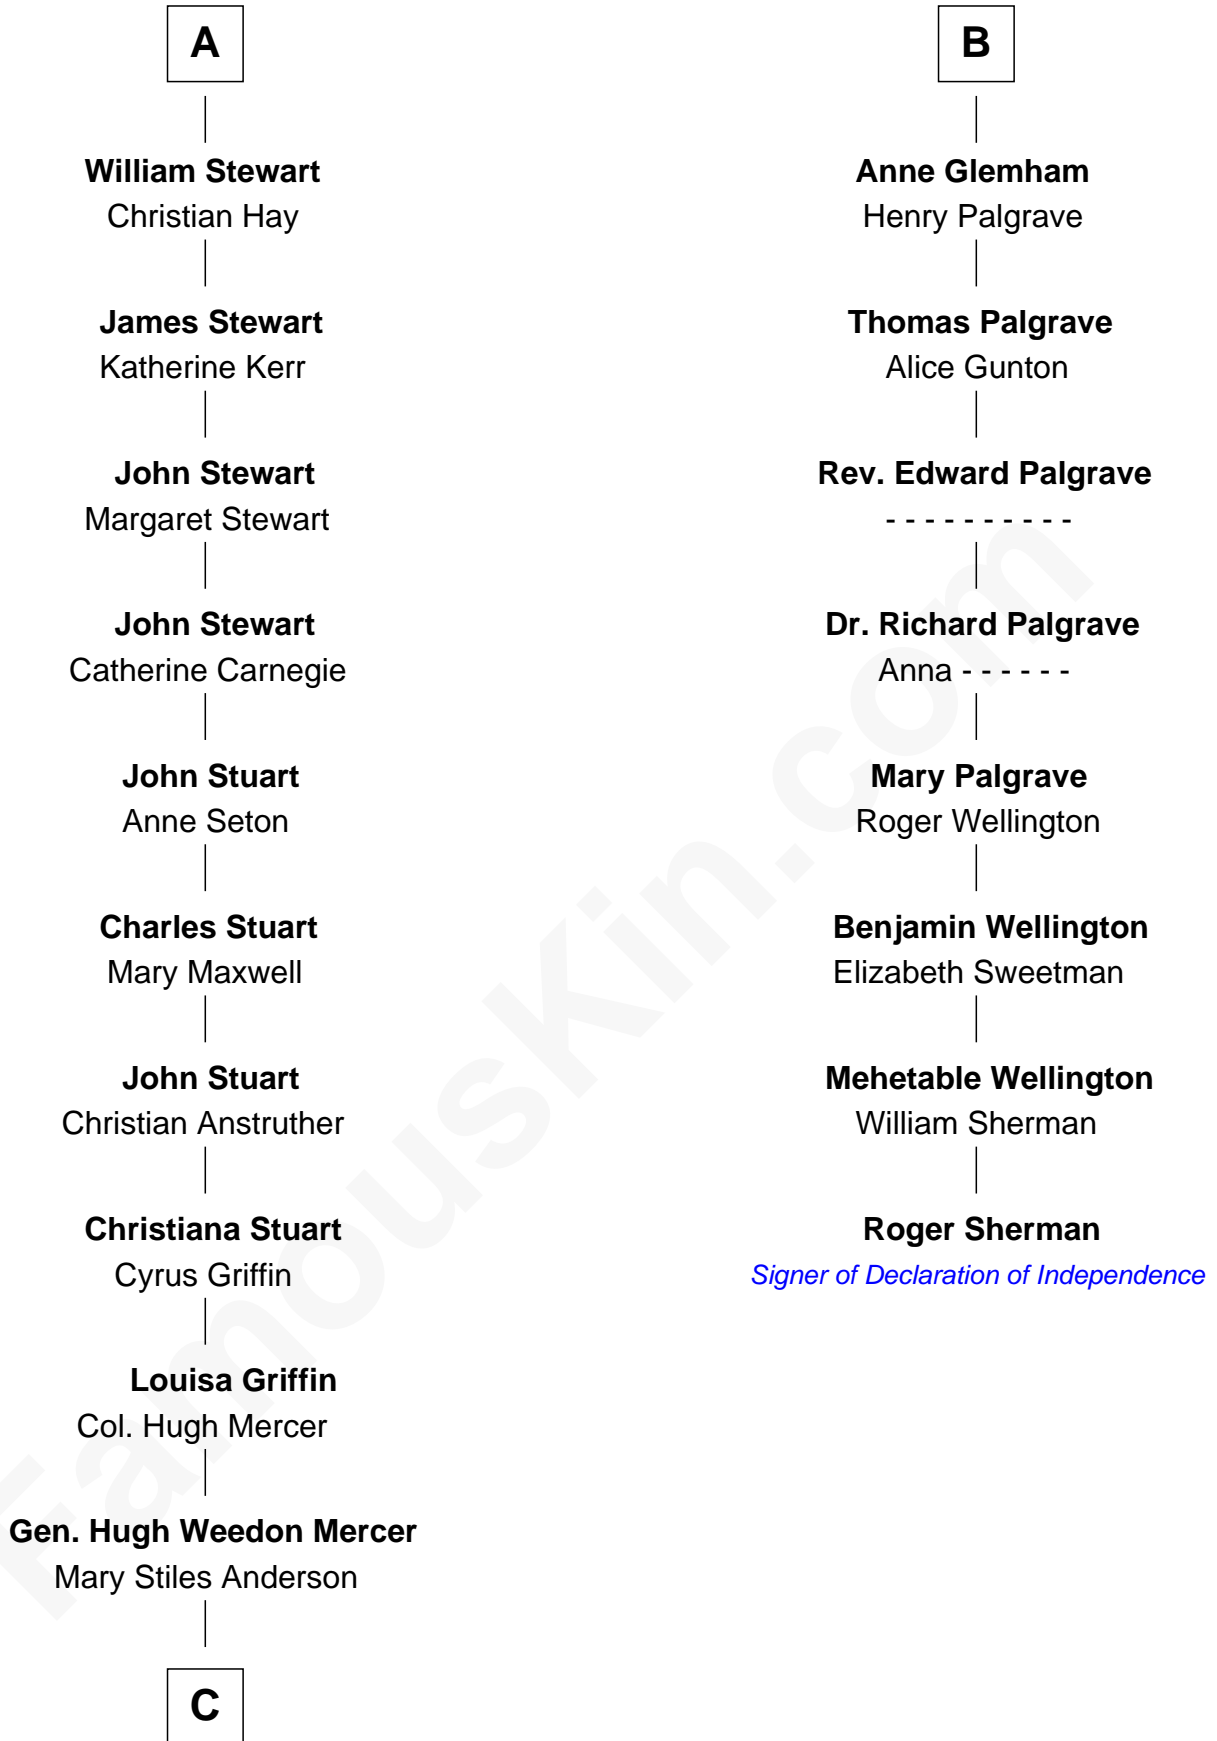 A
William Stewart
Christian Hay
James Stewart
Katherine Kerr
John Stewart
Margaret Stewart
John Stewart
Catherine Carnegie
John Stuart
Anne Seton
Charles Stuart
Mary Maxwell
John Stuart
Christian Anstruther
Christiana Stuart
Cyrus Griffin
Louisa Griffin
Col. Hugh Mercer
Gen. Hugh Weedon Mercer
Mary Stiles Anderson
C
B
Anne Glemham
Henry Palgrave
Thomas Palgrave
Alice Gunton
Rev. Edward Palgrave
- - - - - - - - - -
Dr. Richard Palgrave
Anna - - - - - -
Mary Palgrave
Roger Wellington
Benjamin Wellington
Elizabeth Sweetman
Mehetable Wellington
William Sherman
Roger Sherman
Signer of Declaration of Independence
FamousKin.com